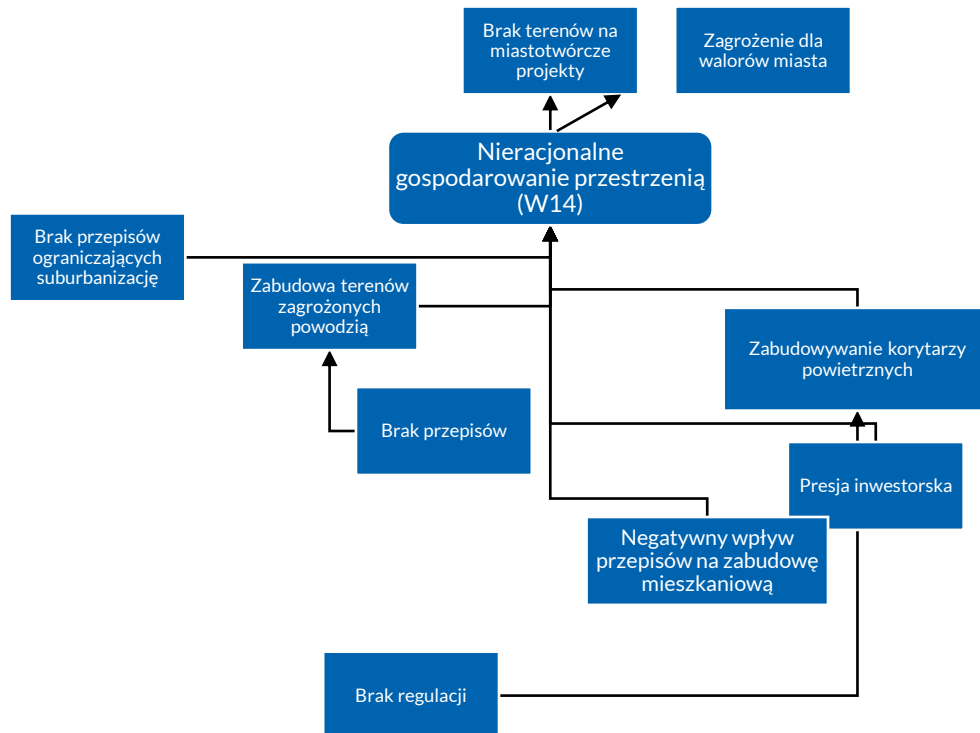 Brak terenów na
miastotwórcze
projekty
Zagrożenie dla
walorów miasta
Nieracjonalne
gospodarowanie przestrzenią
(W14)
Brak przepisów
ograniczających
suburbanizację
Zabudowa terenów
zagrożonych
powodzią
Zabudowywanie korytarzy
powietrznych
Brak przepisów
Presja inwestorska
Negatywny wpływ
przepisów na zabudowę
mieszkaniową
Brak regulacji